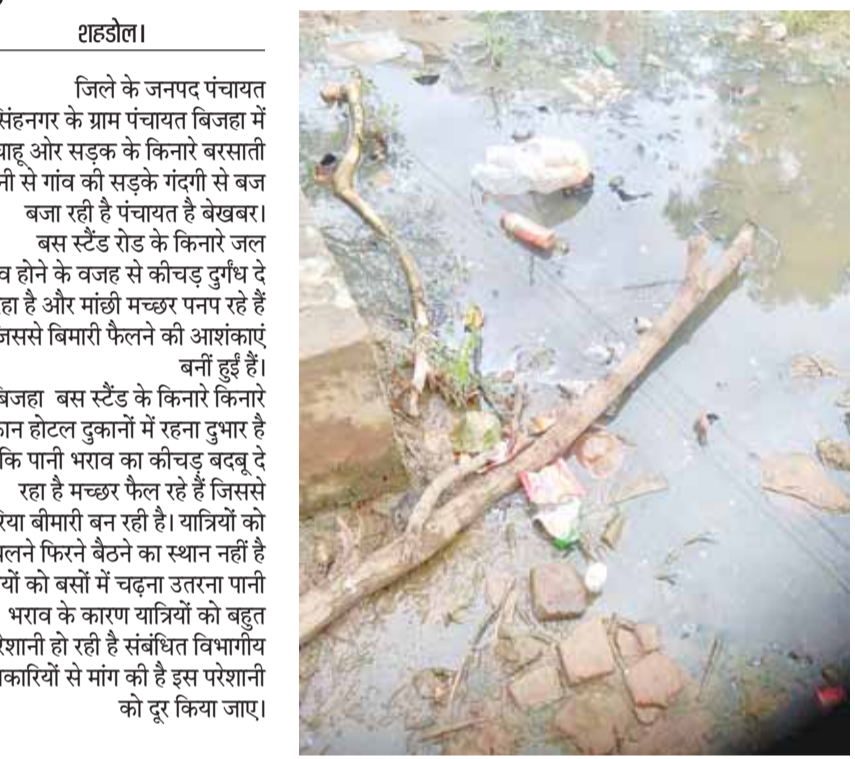 शहडोल।
जिले के जनपद पंचायत
सिंहनगर के ग्राम पंचायत बिजहा में
ओर सड़क के किनारे बरसाती
से गांव की सड़के गंदगी से बज
बजा रही है पंचायत है बेखबर।
बस स्टैंड रोड के किनारे जल
होने के वजह से कीचड़ दुर्गंध दे
है और मांछी मच्छर पनप रहे हैं
बिमारी फैलने की आशंकाएं
बनीं हुईं हैं।
बिजहा बस स्टैंड के किनारे किनारे
होटल दुकानों में रहना दुभार है
कि पानी भराव का कीचड़ बदबू दे
रहा है मच्छर फैल रहे हैं जिससे
बीमारी बन रही है। यात्रियों को
फिरने बैठने का स्थान नहीं है
को बसों में चढ़ना उतरना पानी
भराव के कारण यात्रियों को बहुत
हो रही है संबंधित विभागीय
से मांग की है इस परेशानी
को दूर किया जाए।